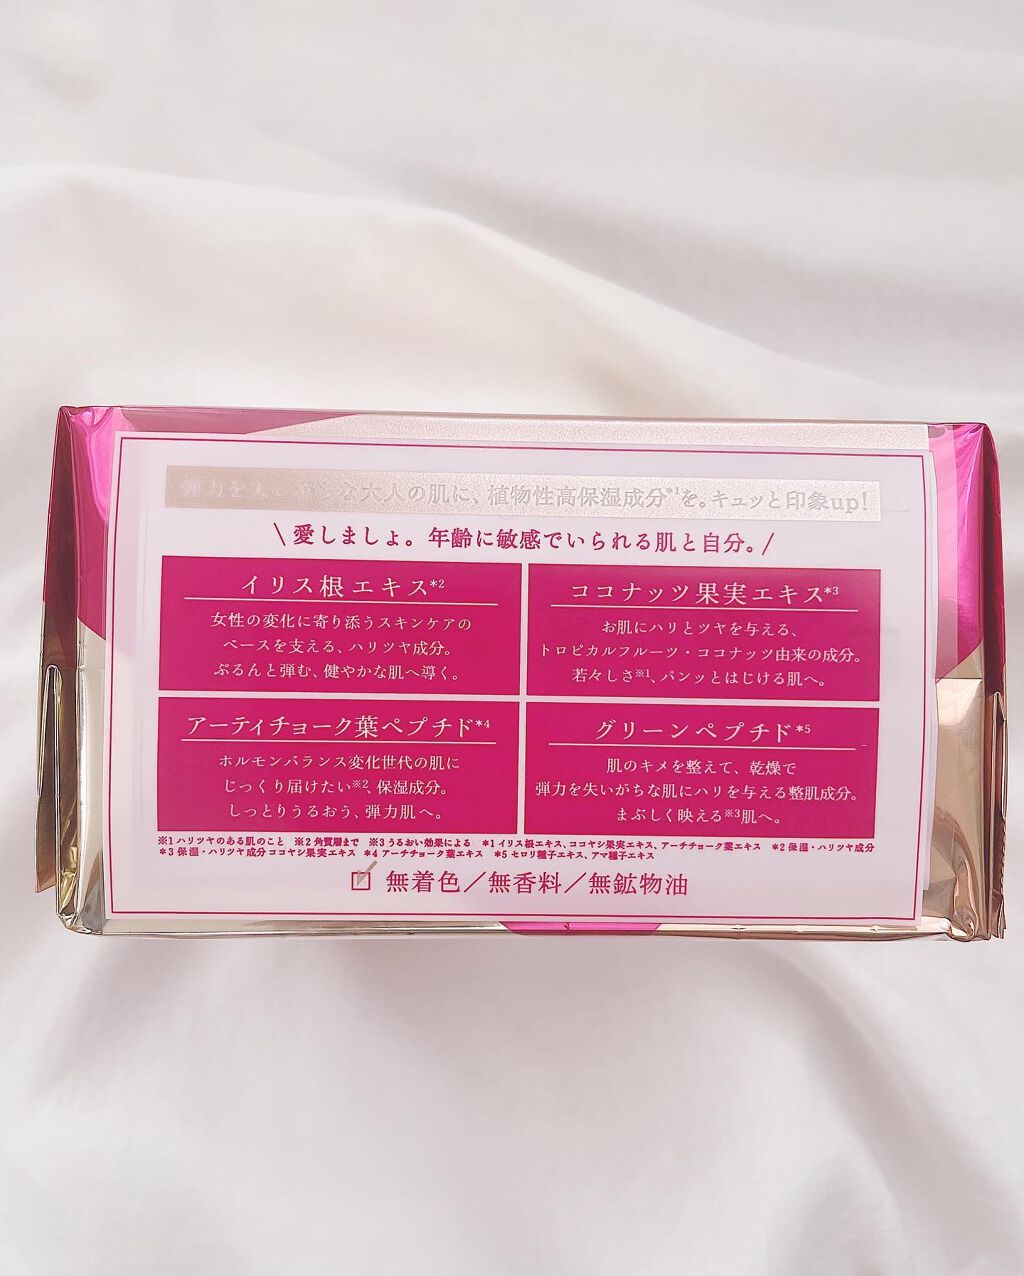 弾力を失いがちな大人の肌に、植物性高保湿成分*1を。キュッと印象up!
\ 愛しましょ。年齢に敏感でいられる肌と自分。/
イリス根エキス*2
女性の変化に寄り添うスキンケアの
ベースを支える、ハリツヤ成分。
ぷるんと弾む、健やかな肌へ導く。
ココナッツ果実エキス*3
お肌にハリとツヤを与える、
トロピカルフルーツ・ココナッツ由来の成分。
若々しさ※1、パンッとはじける肌へ。
アーティチョーク葉ペプチド*4
ホルモンバランス変化世代の肌に
じっくり届けたい※2、保湿成分。
しっとりうるおう、弾力肌へ。
グリーンペプチド*5
肌のキメを整えて、乾燥で
弾力を失いがちな肌にハリを与える整肌成分。
まぶしく映える※3肌へ。
※1 ハリツヤのある肌のこと ※2 角質層まで ※3 うるおい効果による *1 イリス根エキス、ココヤシ果実エキス、アーチチョーク葉エキス *2 保湿・ハリツヤ成分
*3 保湿・ハリツヤ成分 ココヤシ果実エキス *4 アーチチョーク葉エキス *5 セロリ種子エキス、アマ種子エキス
☑ 無着色／無香料／無鉱物油